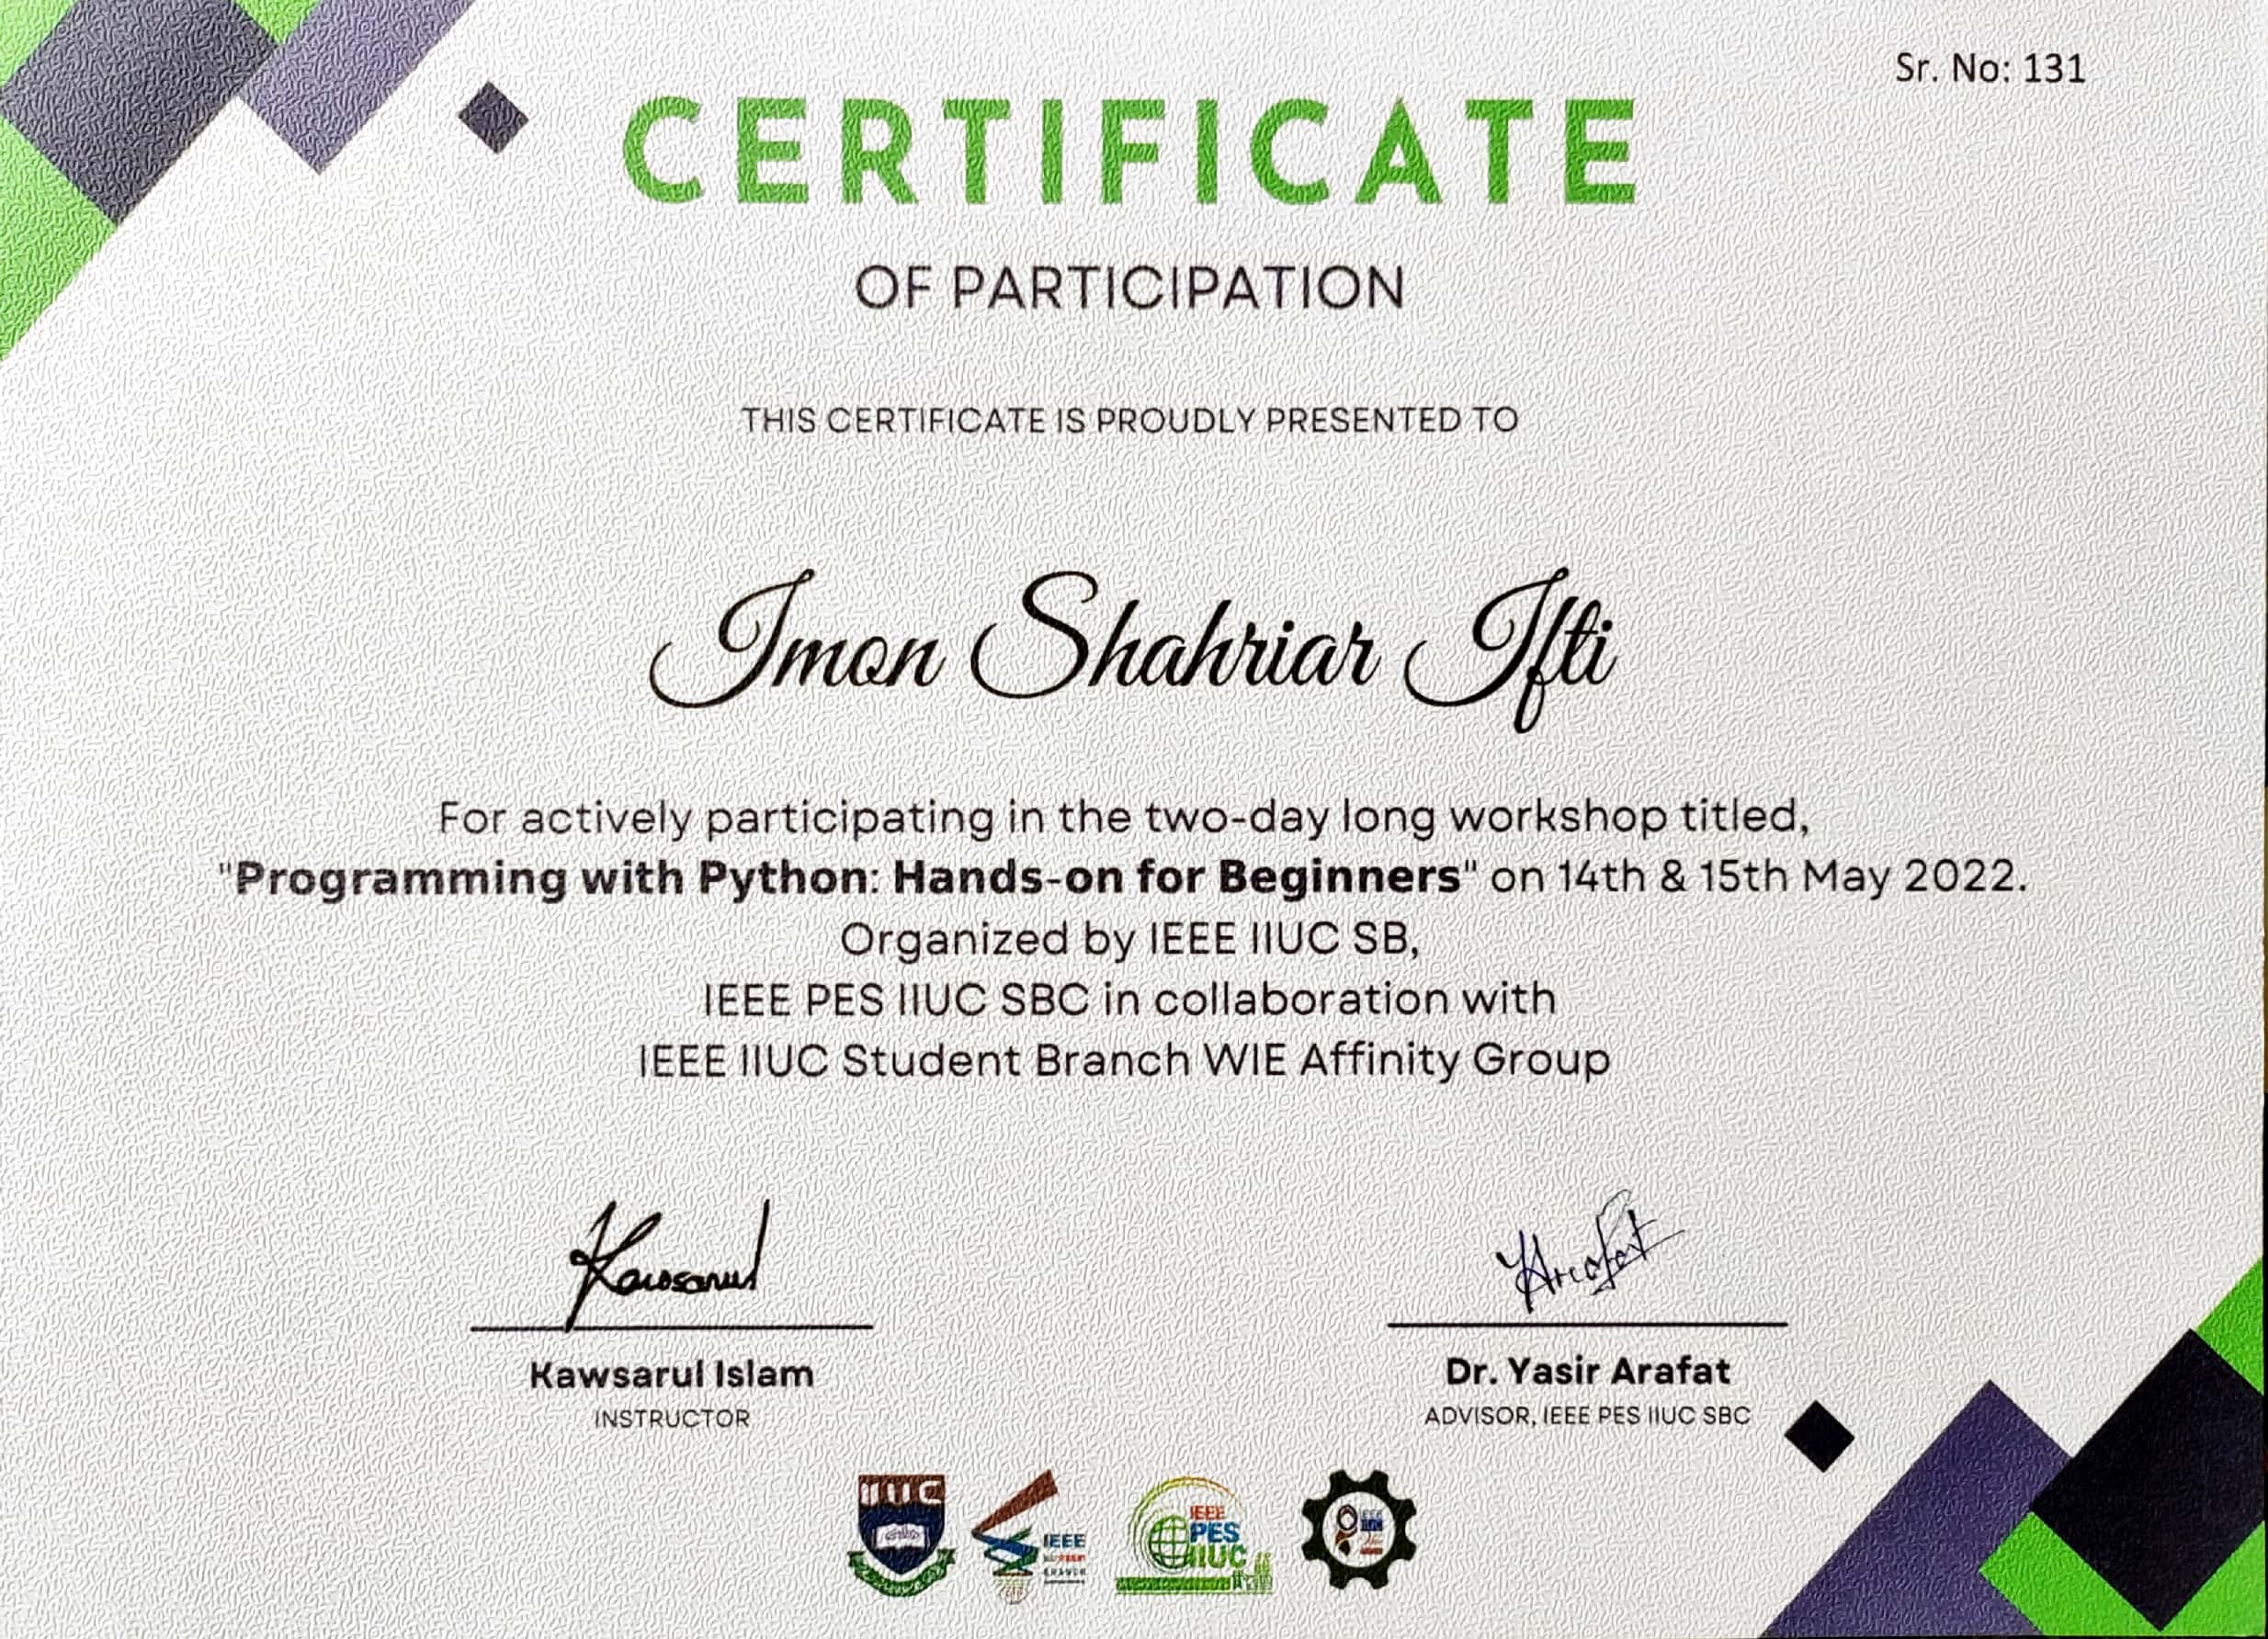 Sr. No: 131
CERTIFICATE
OF PARTICIPATION
THIS CERTIFICATE IS PROUDLY PRESENTED TO
Imon Shahriar Ifti
For actively participating in the two-day long workshop titled,
"Programming with Python: Hands-on for Beginners" on 14th & 15th May 2022.
Organized by IEEE IIUC SB,
IEEE PES IIUC SBC in collaboration with
IEEE IIUC Student Branch WIE Affinity Group
Kawsarul
YArafat
Kawsarul Islam
Dr. Yasir Arafat
INSTRUCTOR
ADVISOR, IEEE PES IIUC SBC
IIUC
IEEE
BRANCH
IEEE
PES
IIUC